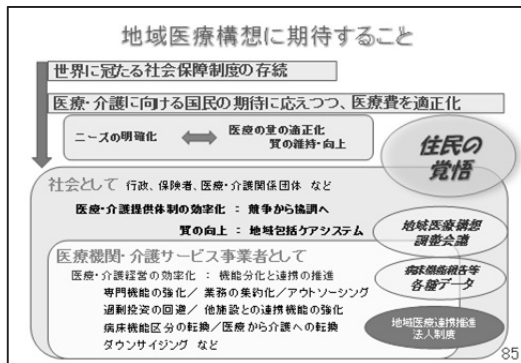 地域医療構想に期待すること
世界に冠たる社会保障制度の存続
医療・介護に向ける国民の期待に応えつつ、医療費を適正化
ニーズの明確化
医療の量の適正化
質の維持・向上
住民の
覚悟
社会として 行政、保険者、医療・介護関係団体 など
医療・介護提供体制の効率化 : 競争から協調へ
質の向上 : 地域包括ケアシステム
地域医療構想
調整会議
医療機関・介護サービス事業者として
医療・介護経営の効率化 : 機能分化と連携の推進
専門機能の強化/ 業務の集約化/アウトソーシング
過剰投資の回避/ 他施設との連携機能の強化
病床機能区分の転換/医療から介護への転換
ダウンサイジング など
病床機能報告等
各種データ
地域医療連携推進
法人制度
85